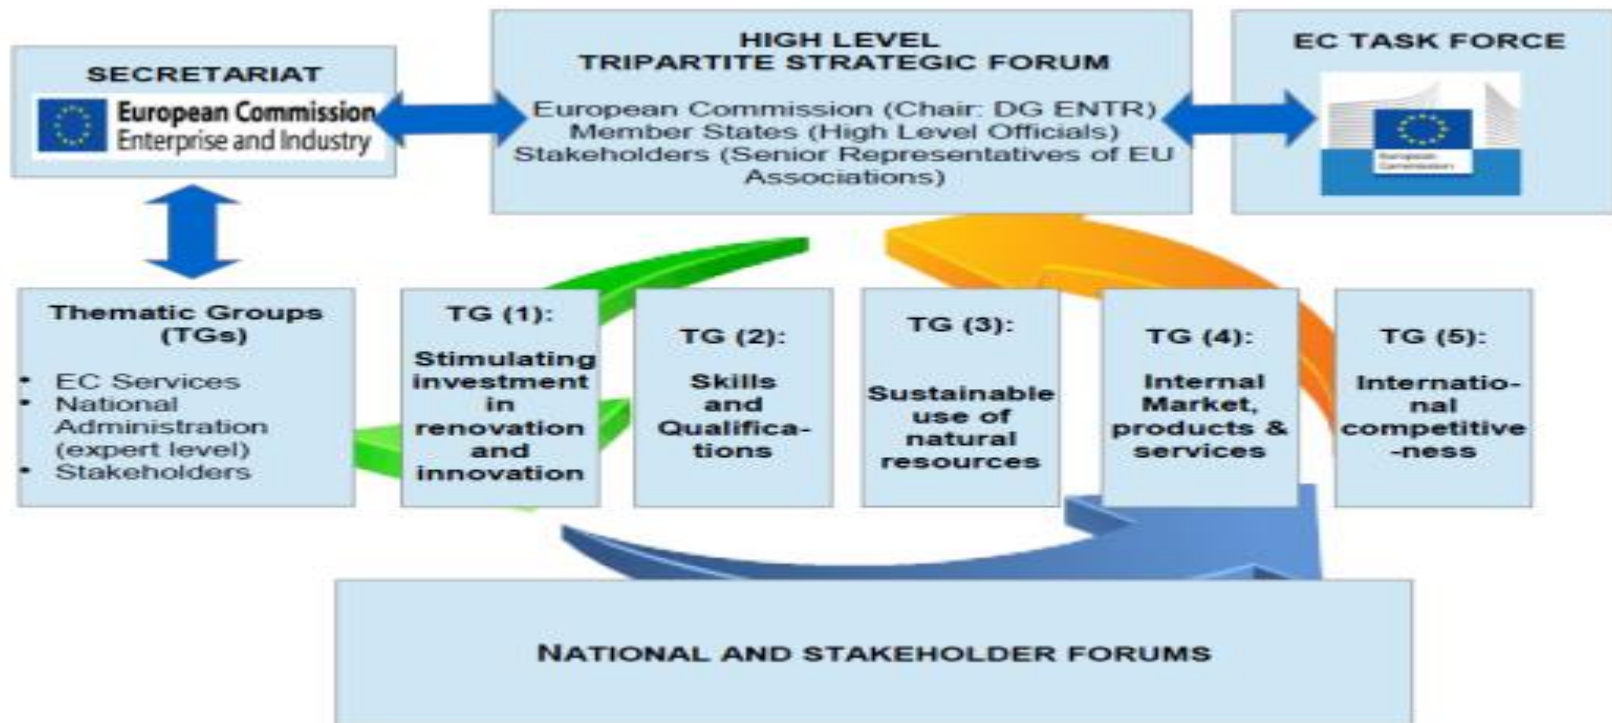 SECRETARIAT
European Commission
Enterprise and Industry
HIGH LEVEL
TRIPARTITE STRATEGIC FORUM
European Commission (Chair: DG ENTR)
Member States (High Level Officials)
Stakeholders (Senior Representatives of EU
Associations)
EC TASK FORCE
European
Commission
Thematic Groups
(TGs)
• EC Services
• National
Administration
(expert level)
• Stakeholders
TG (1):
Stimulating
investment
in
renovation
and
innovation
TG (2):
Skills
and
Qualifica-
tions
TG (3):
Sustainable
use of
natural
resources
TG (4):
Internal
Market,
products &
services
TG (5):
Internatio-
nal
competitive
-ness
NATIONAL AND STAKEHOLDER FORUMS